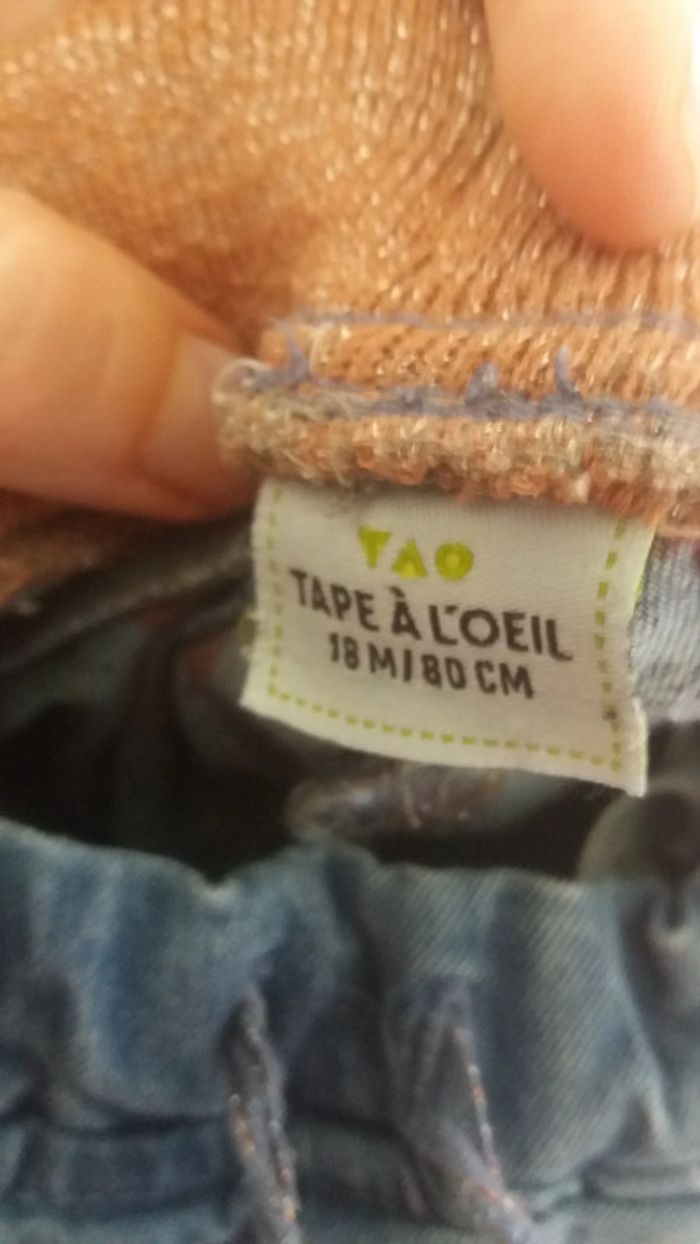 TAO
TAPE À L'OEIL
18 M/80 CM